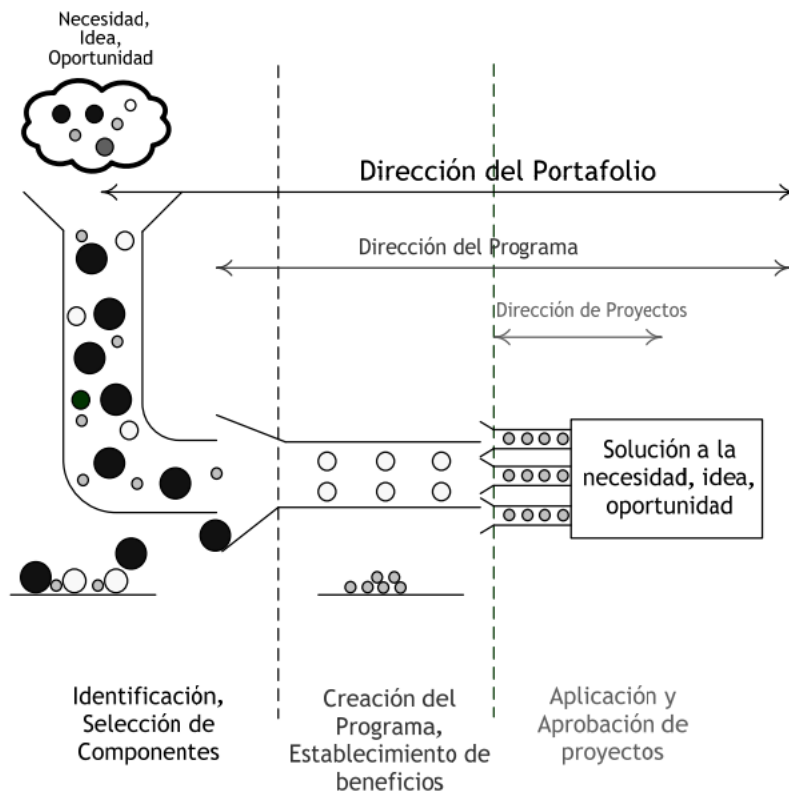 Necesidad,
Idea,
Oportunidad
Dirección del Portafolio
Dirección del Programa
Dirección de Proyectos
Solución a la
necesidad, idea,
oportunidad
Identificación,
Selección de
Componentes
Creación del
Programa,
Establecimiento de
beneficios
Aplicación y
Aprobación de
proyectos